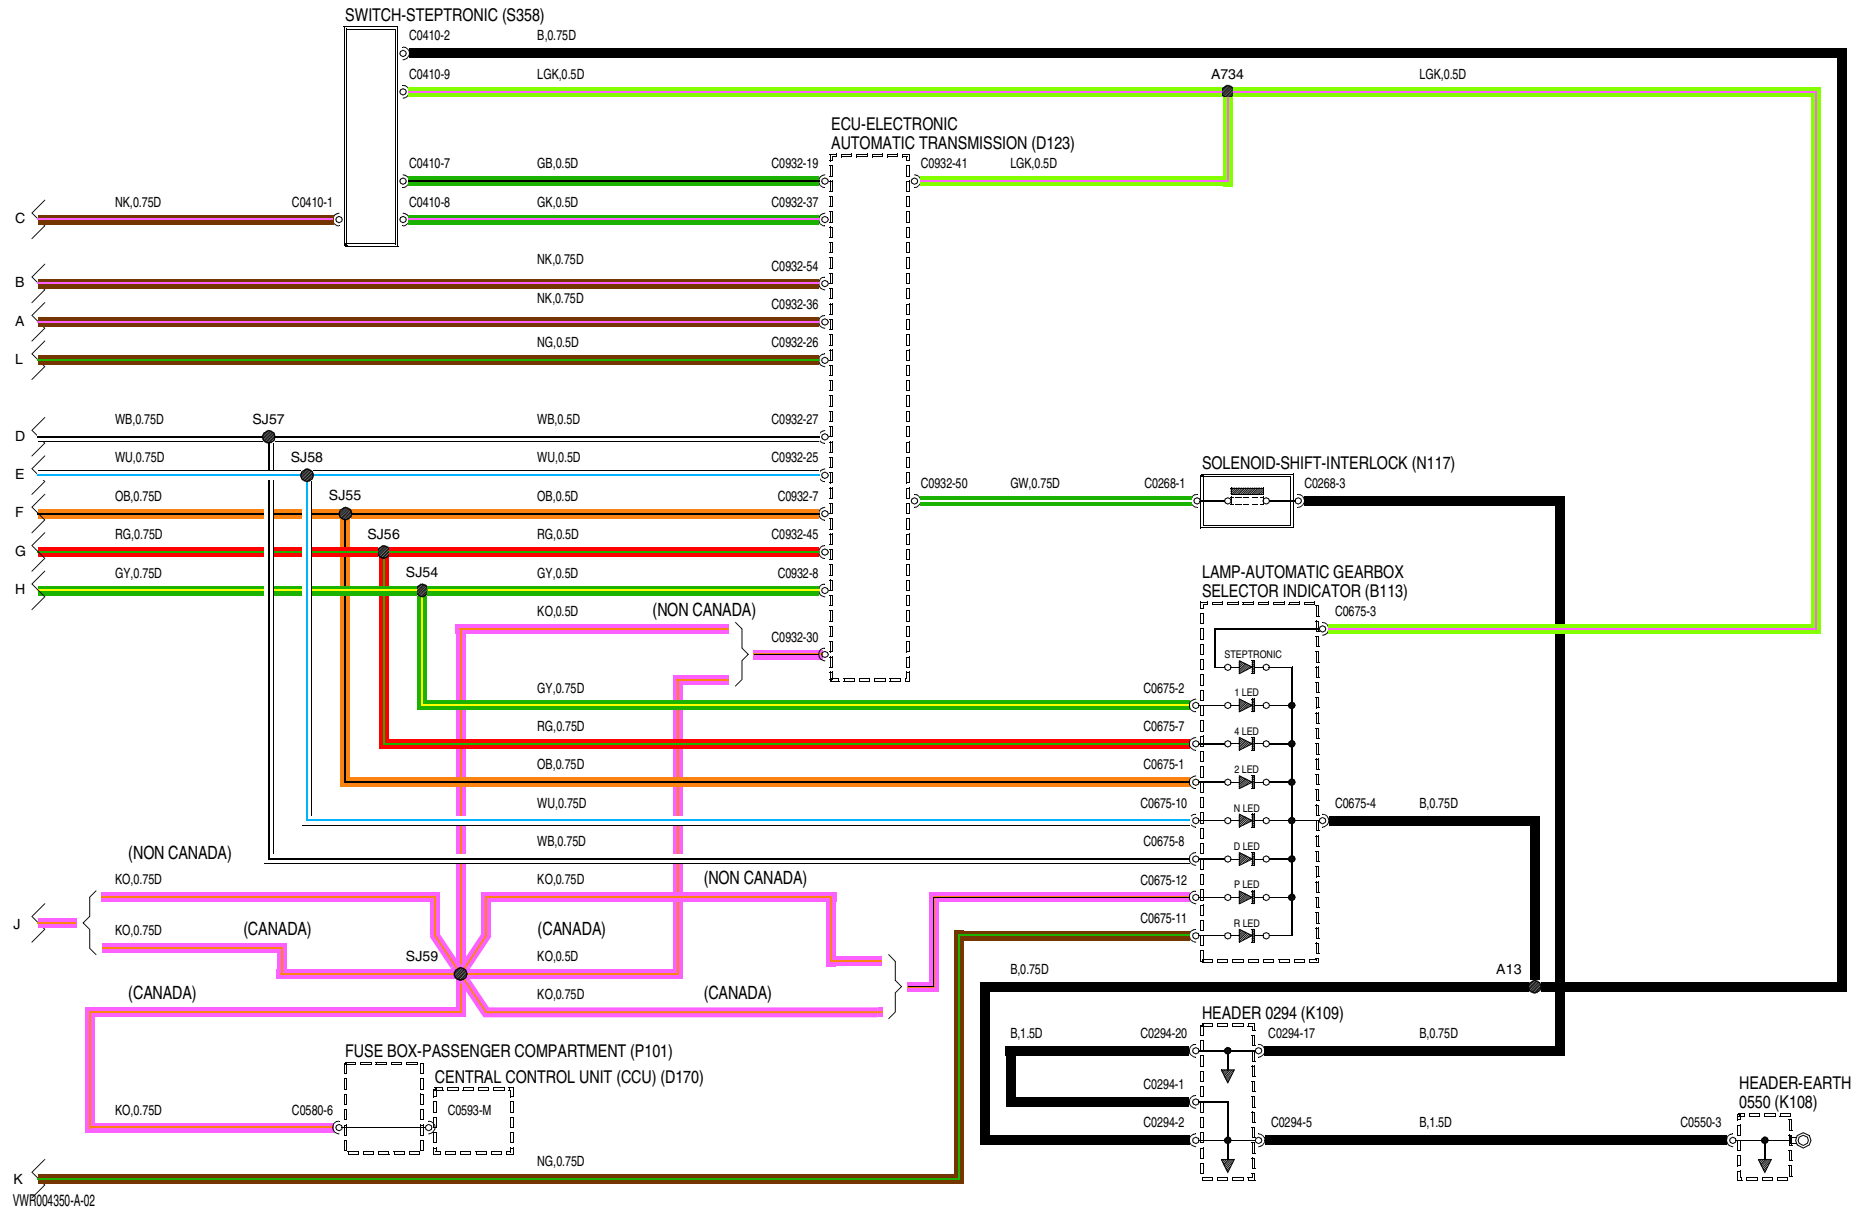 SWITCH-STEPTRONIC (S358)
C0410-2 B,0.75D
C0410-9 LGK,0.5D A734 LGK,0.5D
ECU-ELECTRONIC
AUTOMATIC TRANSMISSION (D123)
C0410-7 GB,0.5D C0932-19 C0932-41 LGK,0.5D
C NK,0.75D C0410-1 C0410-8 GK,0.5D C0932-37
B NK,0.75D C0932-54
A NK,0.75D C0932-36
L NG,0.5D C0932-26
D WB,0.75D SJ57 WB,0.5D C0932-27
E WU,0.75D SJ58 WU,0.5D C0932-25
SOLENOID-SHIFT-INTERLOCK (N117)
C0932-50 GW,0.75D C0268-1 C0268-3
F OB,0.75D SJ55 OB,0.5D C0932-7
G RG,0.75D SJ56 RG,0.5D C0932-45
H GY,0.75D SJ54 GY,0.5D C0932-8
LAMP-AUTOMATIC GEARBOX
SELECTOR INDICATOR (B113)
KO,0.5D (NON CANADA) C0675-3
C0932-30
STEPTRONIC
GY,0.75D C0675-2 1 LED
RG,0.75D C0675-7 4 LED
OB,0.75D C0675-1 2 LED
WU,0.75D C0675-10 N LED C0675-4 B,0.75D
WB,0.75D C0675-8 D LED
(NON CANADA)
KO,0.75D KO,0.75D (NON CANADA) C0675-12 P LED
J KO,0.75D (CANADA) (CANADA) C0675-11 R LED
SJ59 KO,0.5D
B,0.75D A13
(CANADA) KO,0.75D (CANADA)
HEADER 0294 (K109)
B,1.5D C0294-20 C0294-17 B,0.75D
FUSE BOX-PASSENGER COMPARTMENT (P101)
CENTRAL CONTROL UNIT (CCU) (D170)
C0294-1
HEADER-EARTH
0550 (K108)
KO,0.75D C0580-6 C0593-M
C0294-2 C0294-5 B,1.5D C0550-3
K NG,0.75D
VWR004350-A-02